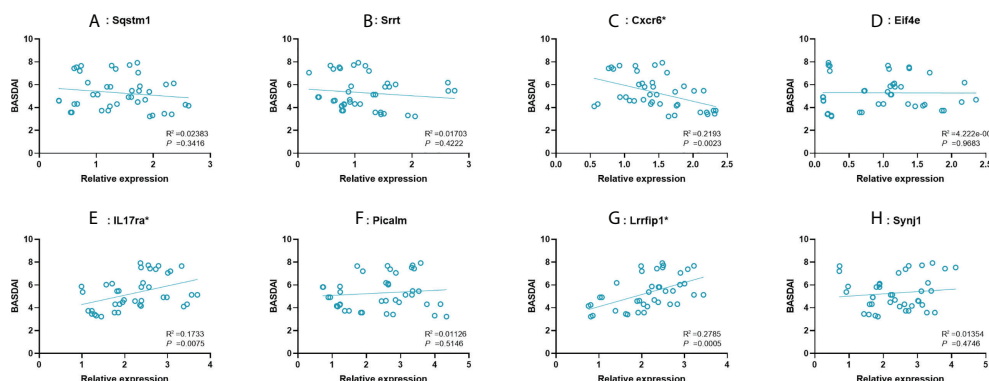 A : Sqstm1
10
8
6
4
2
0
BASDAI
R²=0.02383
P =0.3416
0 1 2 3
Relative expression
B : Srrt
10
8
6
4
2
0
BASDAI
R²=0.01703
P =0.4222
0 1 2 3
Relative expression
C : Cxcr6*
10
8
6
4
2
0
BASDAI
R²=0.2193
P =0.0023
0.0 0.5 1.0 1.5 2.0 2.5
Relative expression
D : Eif4e
10
8
6
4
2
0
BASDAI
R²=4.222e-00
P =0.9683
0.0 0.5 1.0 1.5 2.0 2.5
Relative expression
E : IL17ra*
10
8
6
4
2
0
BASDAI
R²=0.1733
P =0.0075
0 1 2 3 4
Relative expression
F : Picalm
10
8
6
4
2
0
BASDAI
R²=0.01126
P =0.5146
0 1 2 3 4 5
Relative expression
G : Lrrfip1*
10
8
6
4
2
0
BASDAI
R²=0.2785
P =0.0005
0 1 2 3 4
Relative expression
H : Synj1
10
8
6
4
2
0
BASDAI
R²=0.01354
P =0.4746
0 1 2 3 4 5
Relative expression